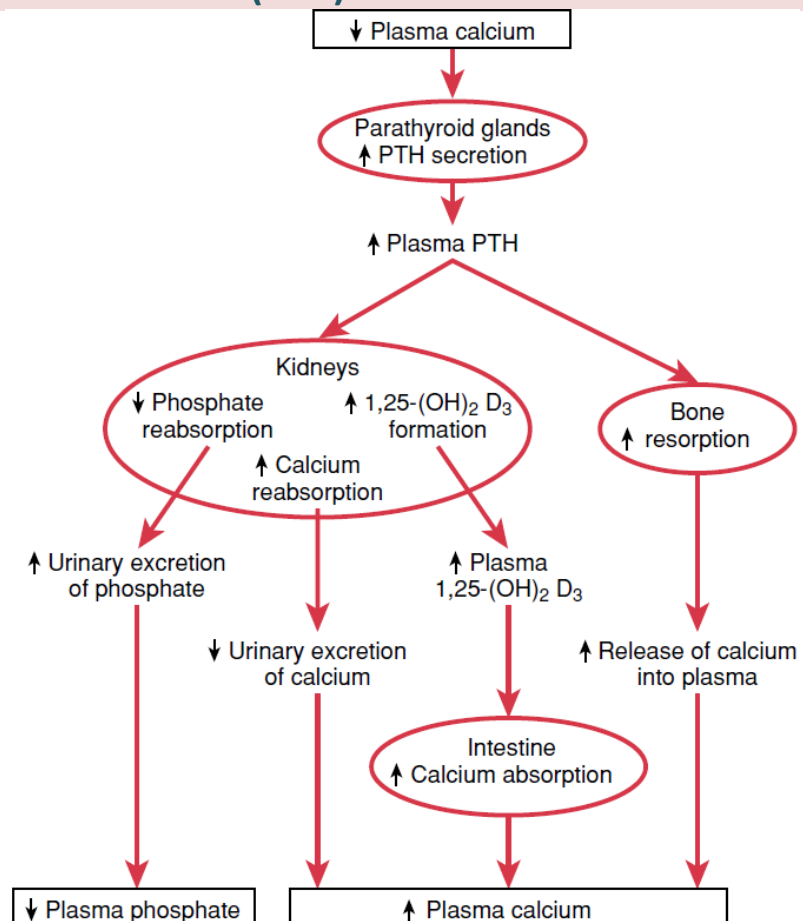 ↓ Plasma calcium
Parathyroid glands
↑ PTH secretion
↑ Plasma PTH
Kidneys
↓ Phosphate
reabsorption
↑ 1,25-(OH)₂ D₃
formation
↑ Calcium
reabsorption
Bone
↑ resorption
↑ Urinary excretion
of phosphate
↑ Plasma
1,25-(OH)₂ D₃
↓ Urinary excretion
of calcium
↑ Release of calcium
into plasma
Intestine
↑ Calcium absorption
↓ Plasma phosphate
↑ Plasma calcium